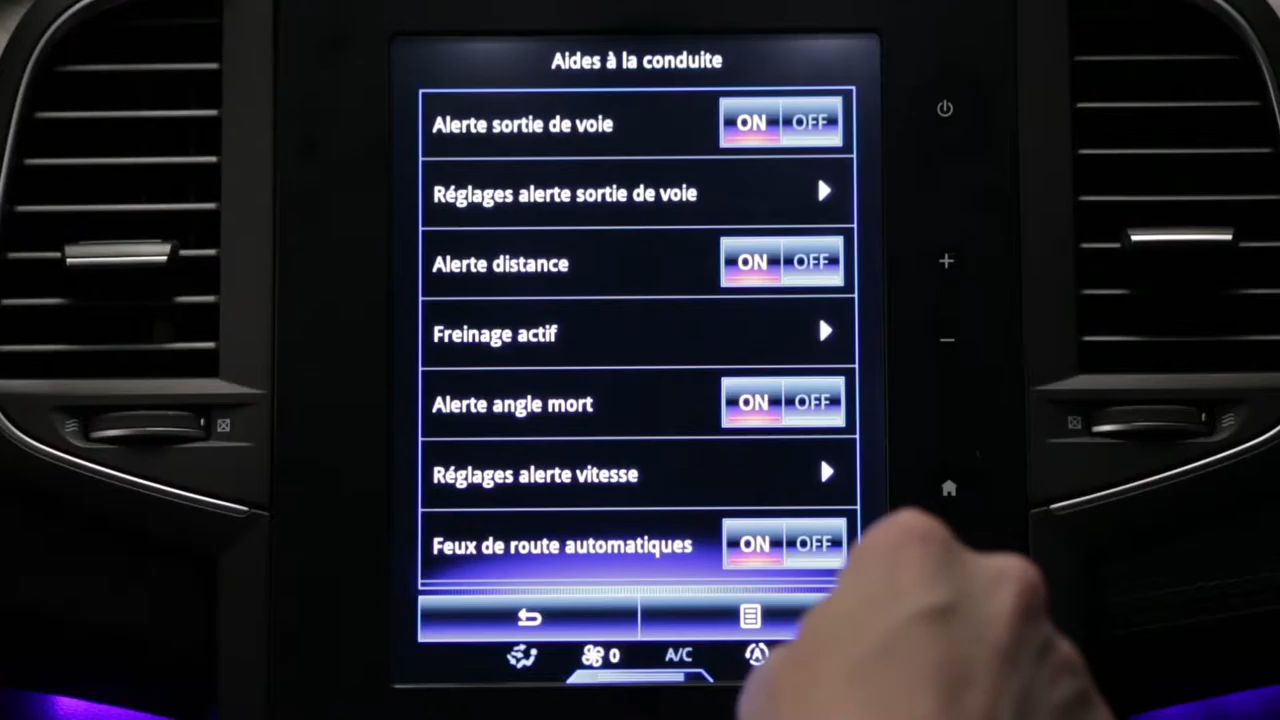 Aides à la conduite
Alerte sortie de voie ON OFF
Réglages alerte sortie de voie
Alerte distance ON OFF
Freinage actif
Alerte angle mort ON OFF
Réglages alerte vitesse
Feux de route automatiques ON OFF
0 A/C A